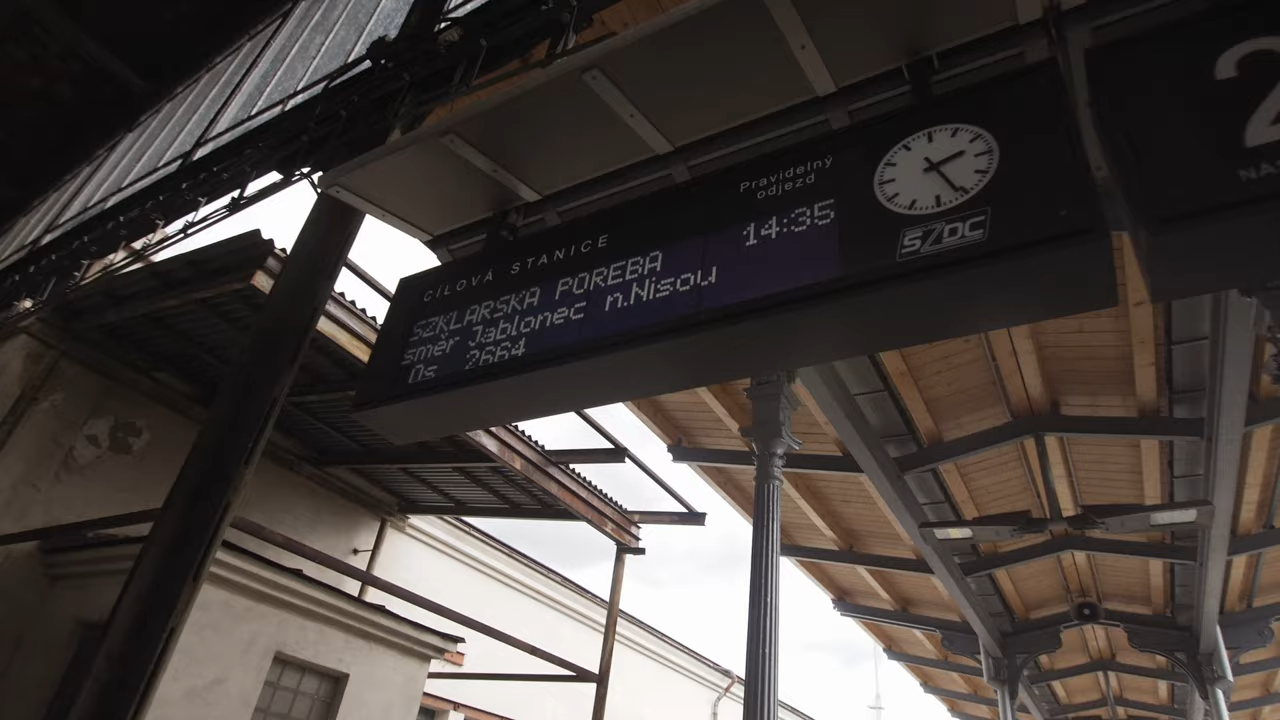 CÍLOVÁ STANICE
Pravidelný
odjezd
SZKLARSKA POREBA
14:35
směr Jablonec n.Nisou
Os 2664
SŽDC
2